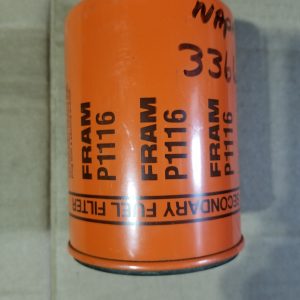 NAP
336
FRAM
P1116
FRAM
P1116
FRAM
P1116
SECONDARY FUEL FILTER